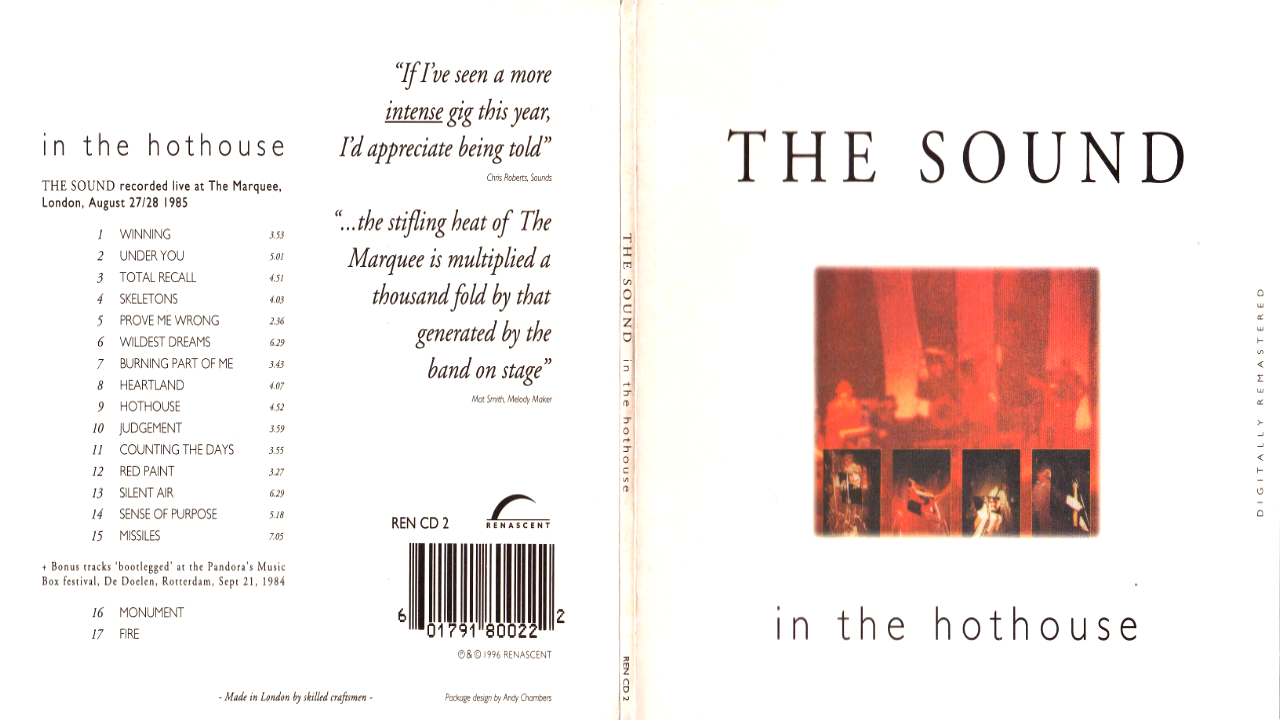 in the hothouse
THE SOUND recorded live at The Marquee,
London, August 27/28 1985
1 WINNING 3.53
2 UNDER YOU 5.01
3 TOTAL RECALL 4.51
4 SKELETONS 4.03
5 PROVE ME WRONG 2.36
6 WILDEST DREAMS 6.29
7 BURNING PART OF ME 3.43
8 HEARTLAND 4.07
9 HOTHOUSE 4.52
10 JUDGEMENT 3.59
11 COUNTING THE DAYS 3.55
12 RED PAINT 3.27
13 SILENT AIR 6.29
14 SENSE OF PURPOSE 5.18
15 MISSILES 7.05
+ Bonus tracks ‘bootlegged’ at the Pandora's Music
Box festival, De Doelen, Rotterdam, Sept 21, 1984
16 MONUMENT
17 FIRE
- Made in London by skilled craftsmen -
“If I’ve seen a more
intense gig this year,
I’d appreciate being told”
Chris Roberts, Sounds
“...the stifling heat of The
Marquee is multiplied a
thousand fold by that
generated by the
band on stage”
Mat Smith, Melody Maker
REN CD 2
RENASCENT
6 01791 80022 2
℗ & © 1996 RENASCENT
Package design by Andy Chambers
THE SOUND in the hothouse
REN CD 2
THE SOUND
in the hothouse
DIGITALLY REMASTERED